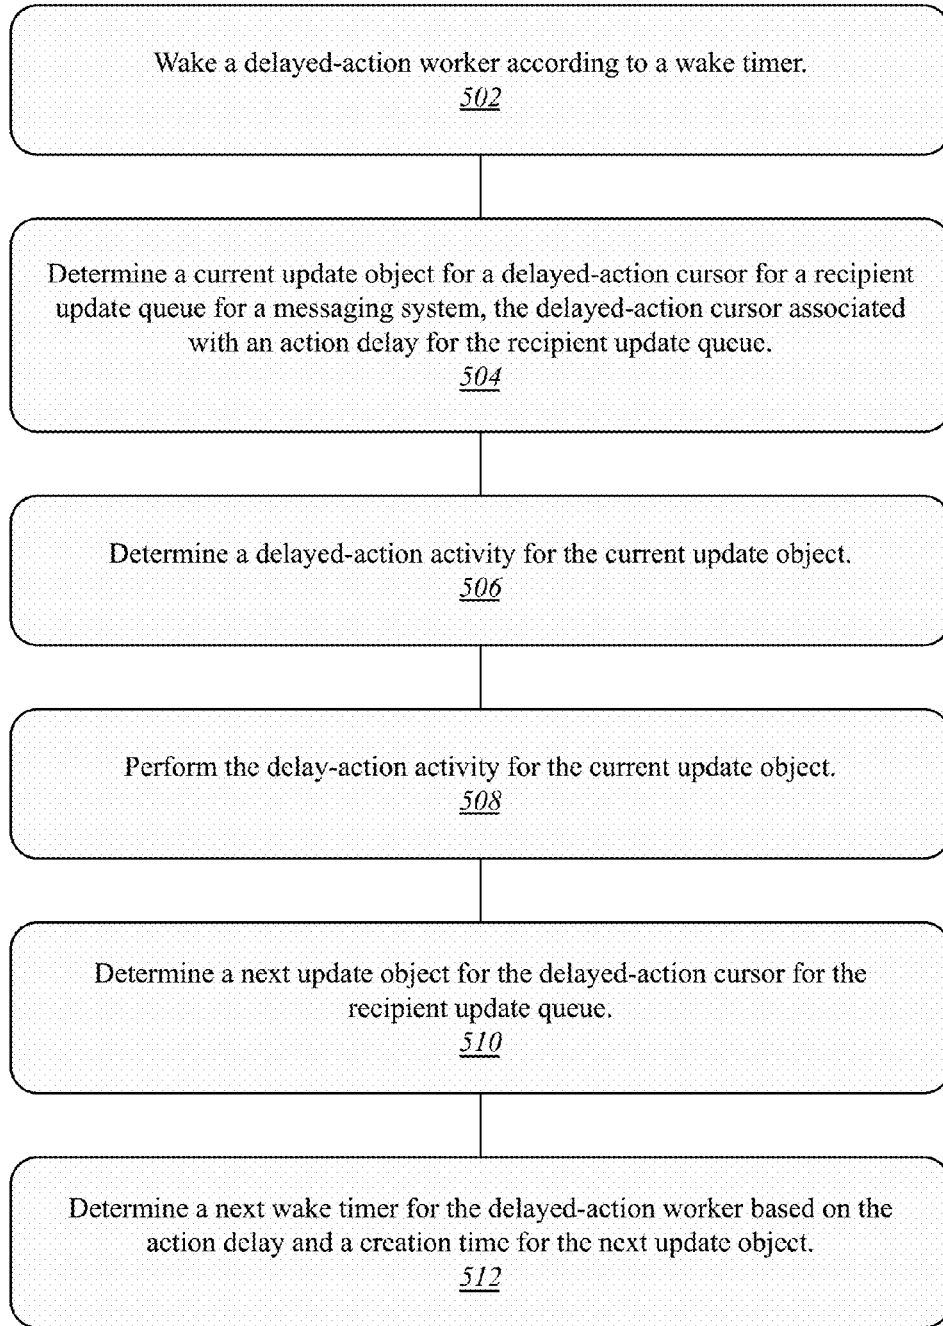 Wake a delayed-action worker according to a wake timer.
502
Determine a current update object for a delayed-action cursor for a recipient
update queue for a messaging system, the delayed-action cursor associated
with an action delay for the recipient update queue.
504
Determine a delayed-action activity for the current update object.
506
Perform the delay-action activity for the current update object.
508
Determine a next update object for the delayed-action cursor for the
recipient update queue.
510
Determine a next wake timer for the delayed-action worker based on the
action delay and a creation time for the next update object.
512